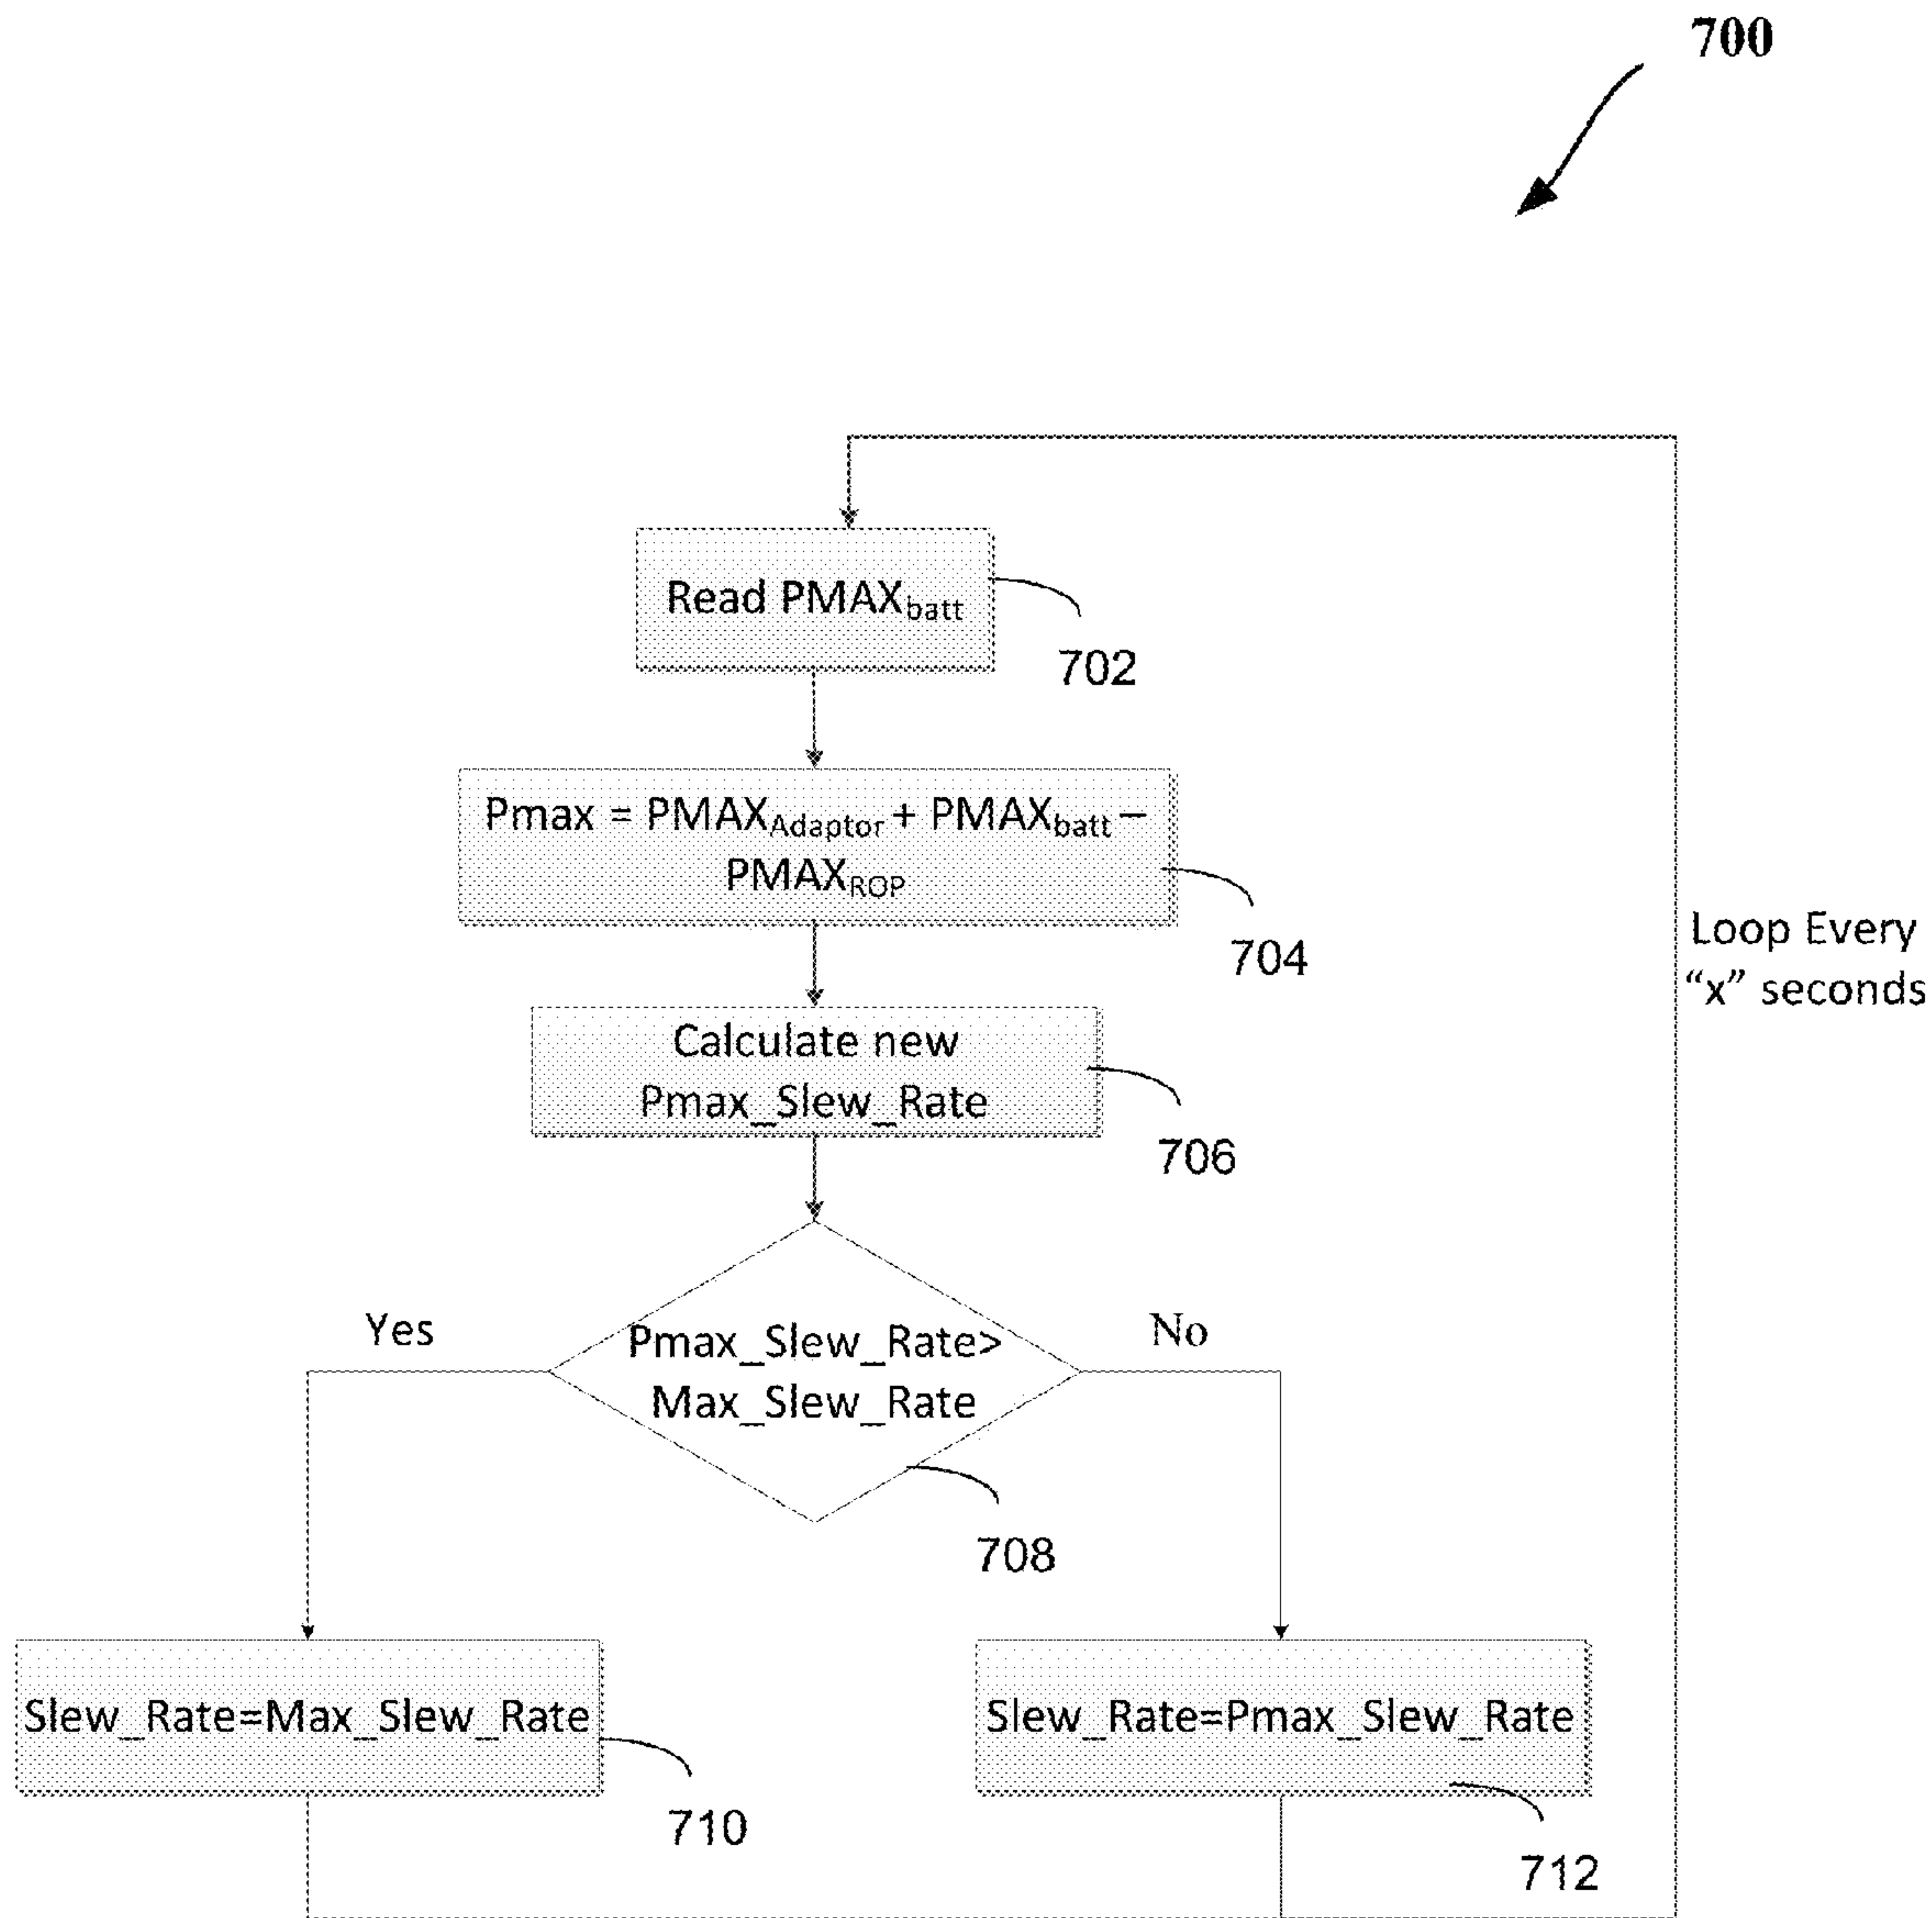 700
Read PMAXbatt
702
Pmax = PMAXAdaptor + PMAXbatt –
PMAXROP
704
Loop Every
“x” seconds
Calculate new
Pmax_Slew_Rate
706
Yes
No
Pmax_Slew_Rate>
Max_Slew_Rate
708
Slew_Rate=Max_Slew_Rate
710
Slew_Rate=Pmax_Slew_Rate
712